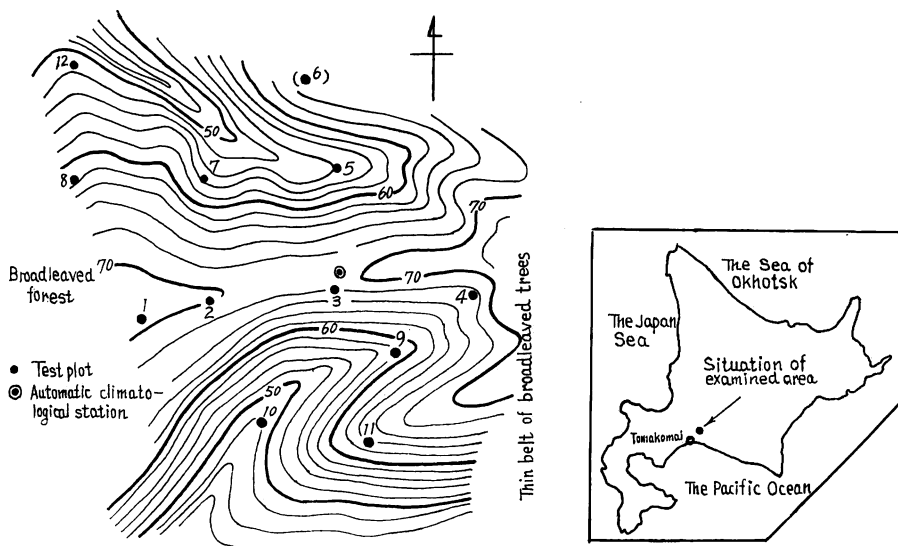 12
(6)
50
7
5
8
60
70
70
Broadleaved
forest
70
1
2
3
4
60
9
50
10
11
Test plot
Automatic climato-
logical station
Thin belt of broadleaved trees
The Sea of
Okhotsk
The Japan
Sea
Situation of
examined area
Tomakomai
The Pacific Ocean